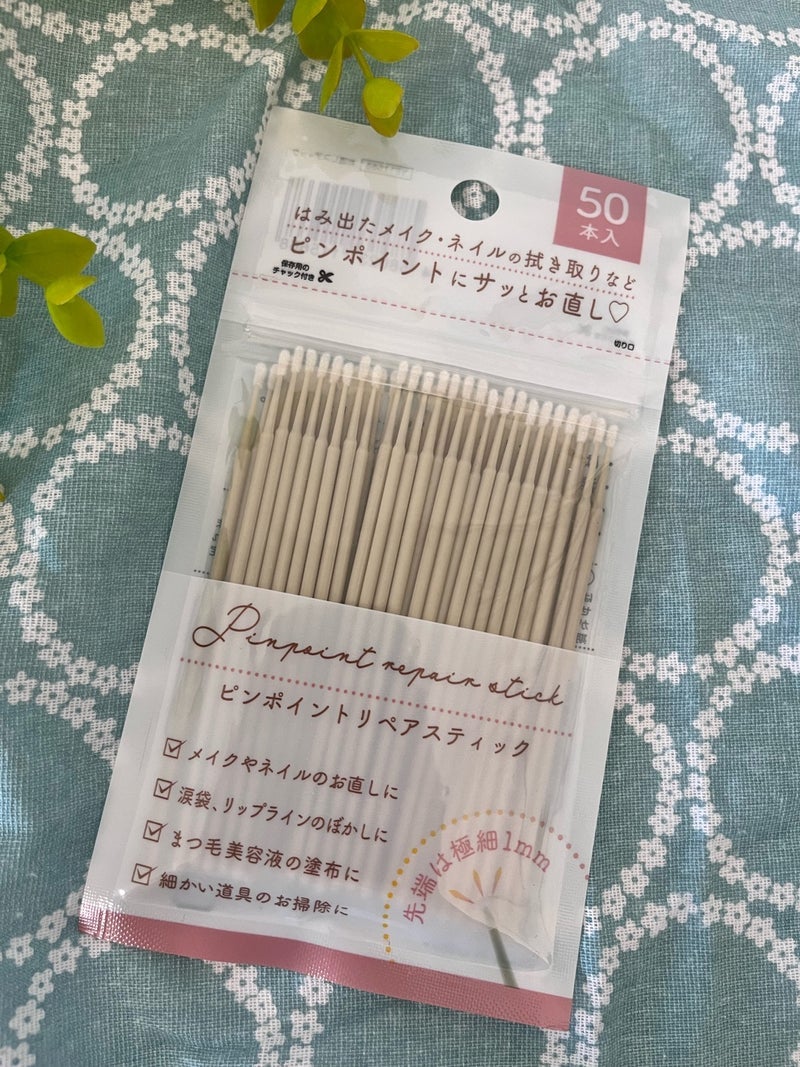 50
本入
はみ出たメイク・ネイルの拭き取りなど
ピンポイントにサッとお直し♡
保存用の
チャック付き
切り口
Pinpoint repair stick
ピンポイントリペアスティック
☑メイクやネイルのお直しに
☑涙袋、リップラインのぼかしに
☑まつ毛美容液の塗布に
☑細かい道具のお掃除に
先端は極細1mm